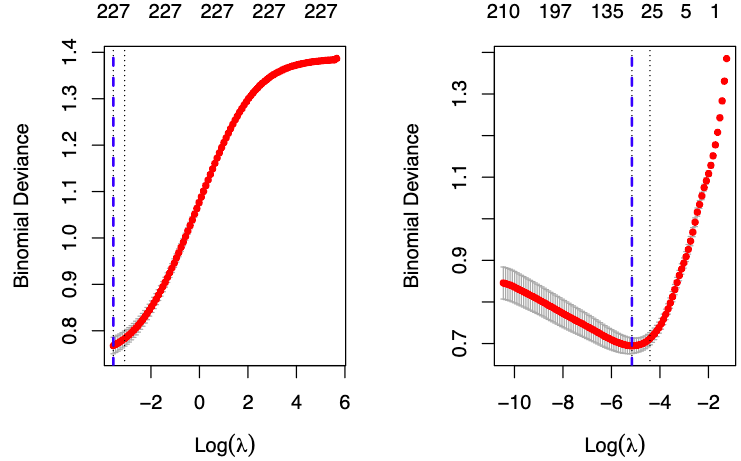 227 227 227 227 227
1.4
1.3
1.2
1.1
1.0
0.9
0.8
Binomial Deviance
−2 0 2 4 6
Log(λ)
210 197 135 25 5 1
1.3
1.1
0.9
0.7
Binomial Deviance
−10 −8 −6 −4 −2
Log(λ)